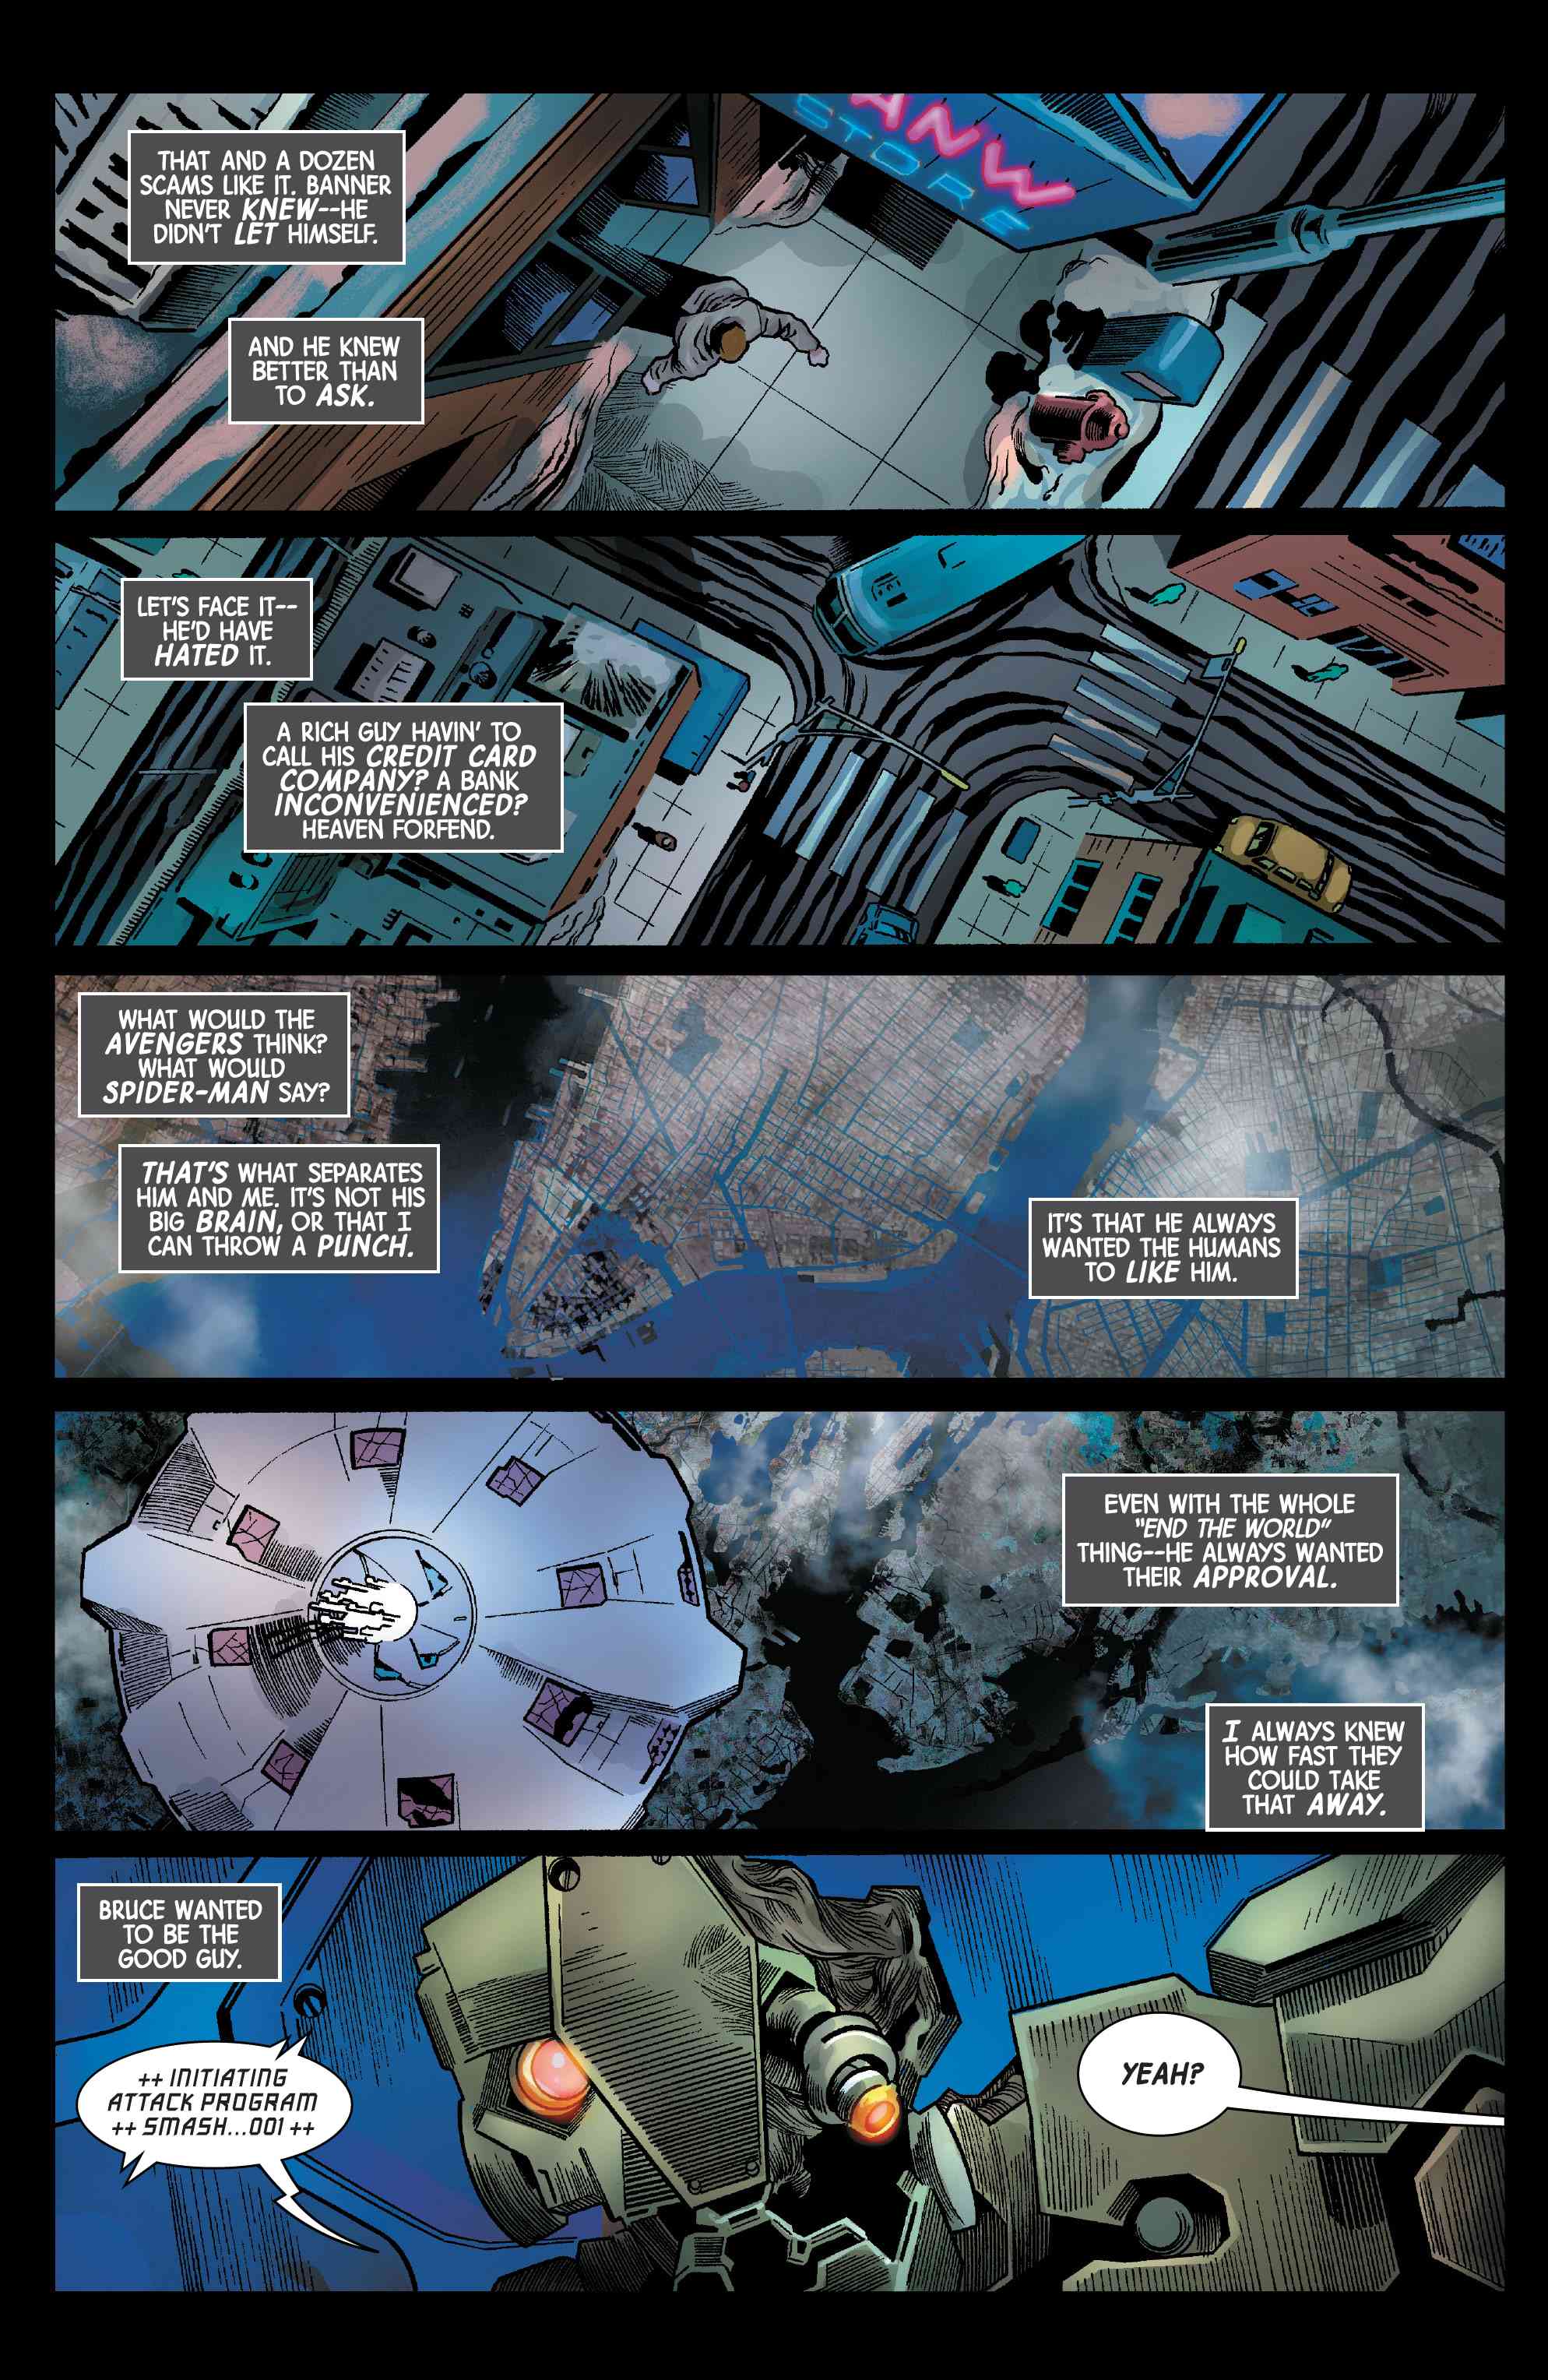 ANW
STORE
THAT AND A DOZEN
SCAMS LIKE IT. BANNER
NEVER KNEW--HE
DIDN'T LET HIMSELF.
AND HE KNEW
BETTER THAN
TO ASK.
LET'S FACE IT--
HE'D HAVE
HATED IT.
A RICH GUY HAVIN' TO
CALL HIS CREDIT CARD
COMPANY? A BANK
INCONVENIENCED?
HEAVEN FORFEND.
WHAT WOULD THE
AVENGERS THINK?
WHAT WOULD
SPIDER-MAN SAY?
THAT'S WHAT SEPARATES
HIM AND ME. IT'S NOT HIS
BIG BRAIN, OR THAT I
CAN THROW A PUNCH.
IT'S THAT HE ALWAYS
WANTED THE HUMANS
TO LIKE HIM.
EVEN WITH THE WHOLE
"END THE WORLD"
THING--HE ALWAYS WANTED
THEIR APPROVAL.
I ALWAYS KNEW
HOW FAST THEY
COULD TAKE
THAT AWAY.
BRUCE WANTED
TO BE THE
GOOD GUY.
++ INITIATING
ATTACK PROGRAM
++ SMASH...001 ++
YEAH?